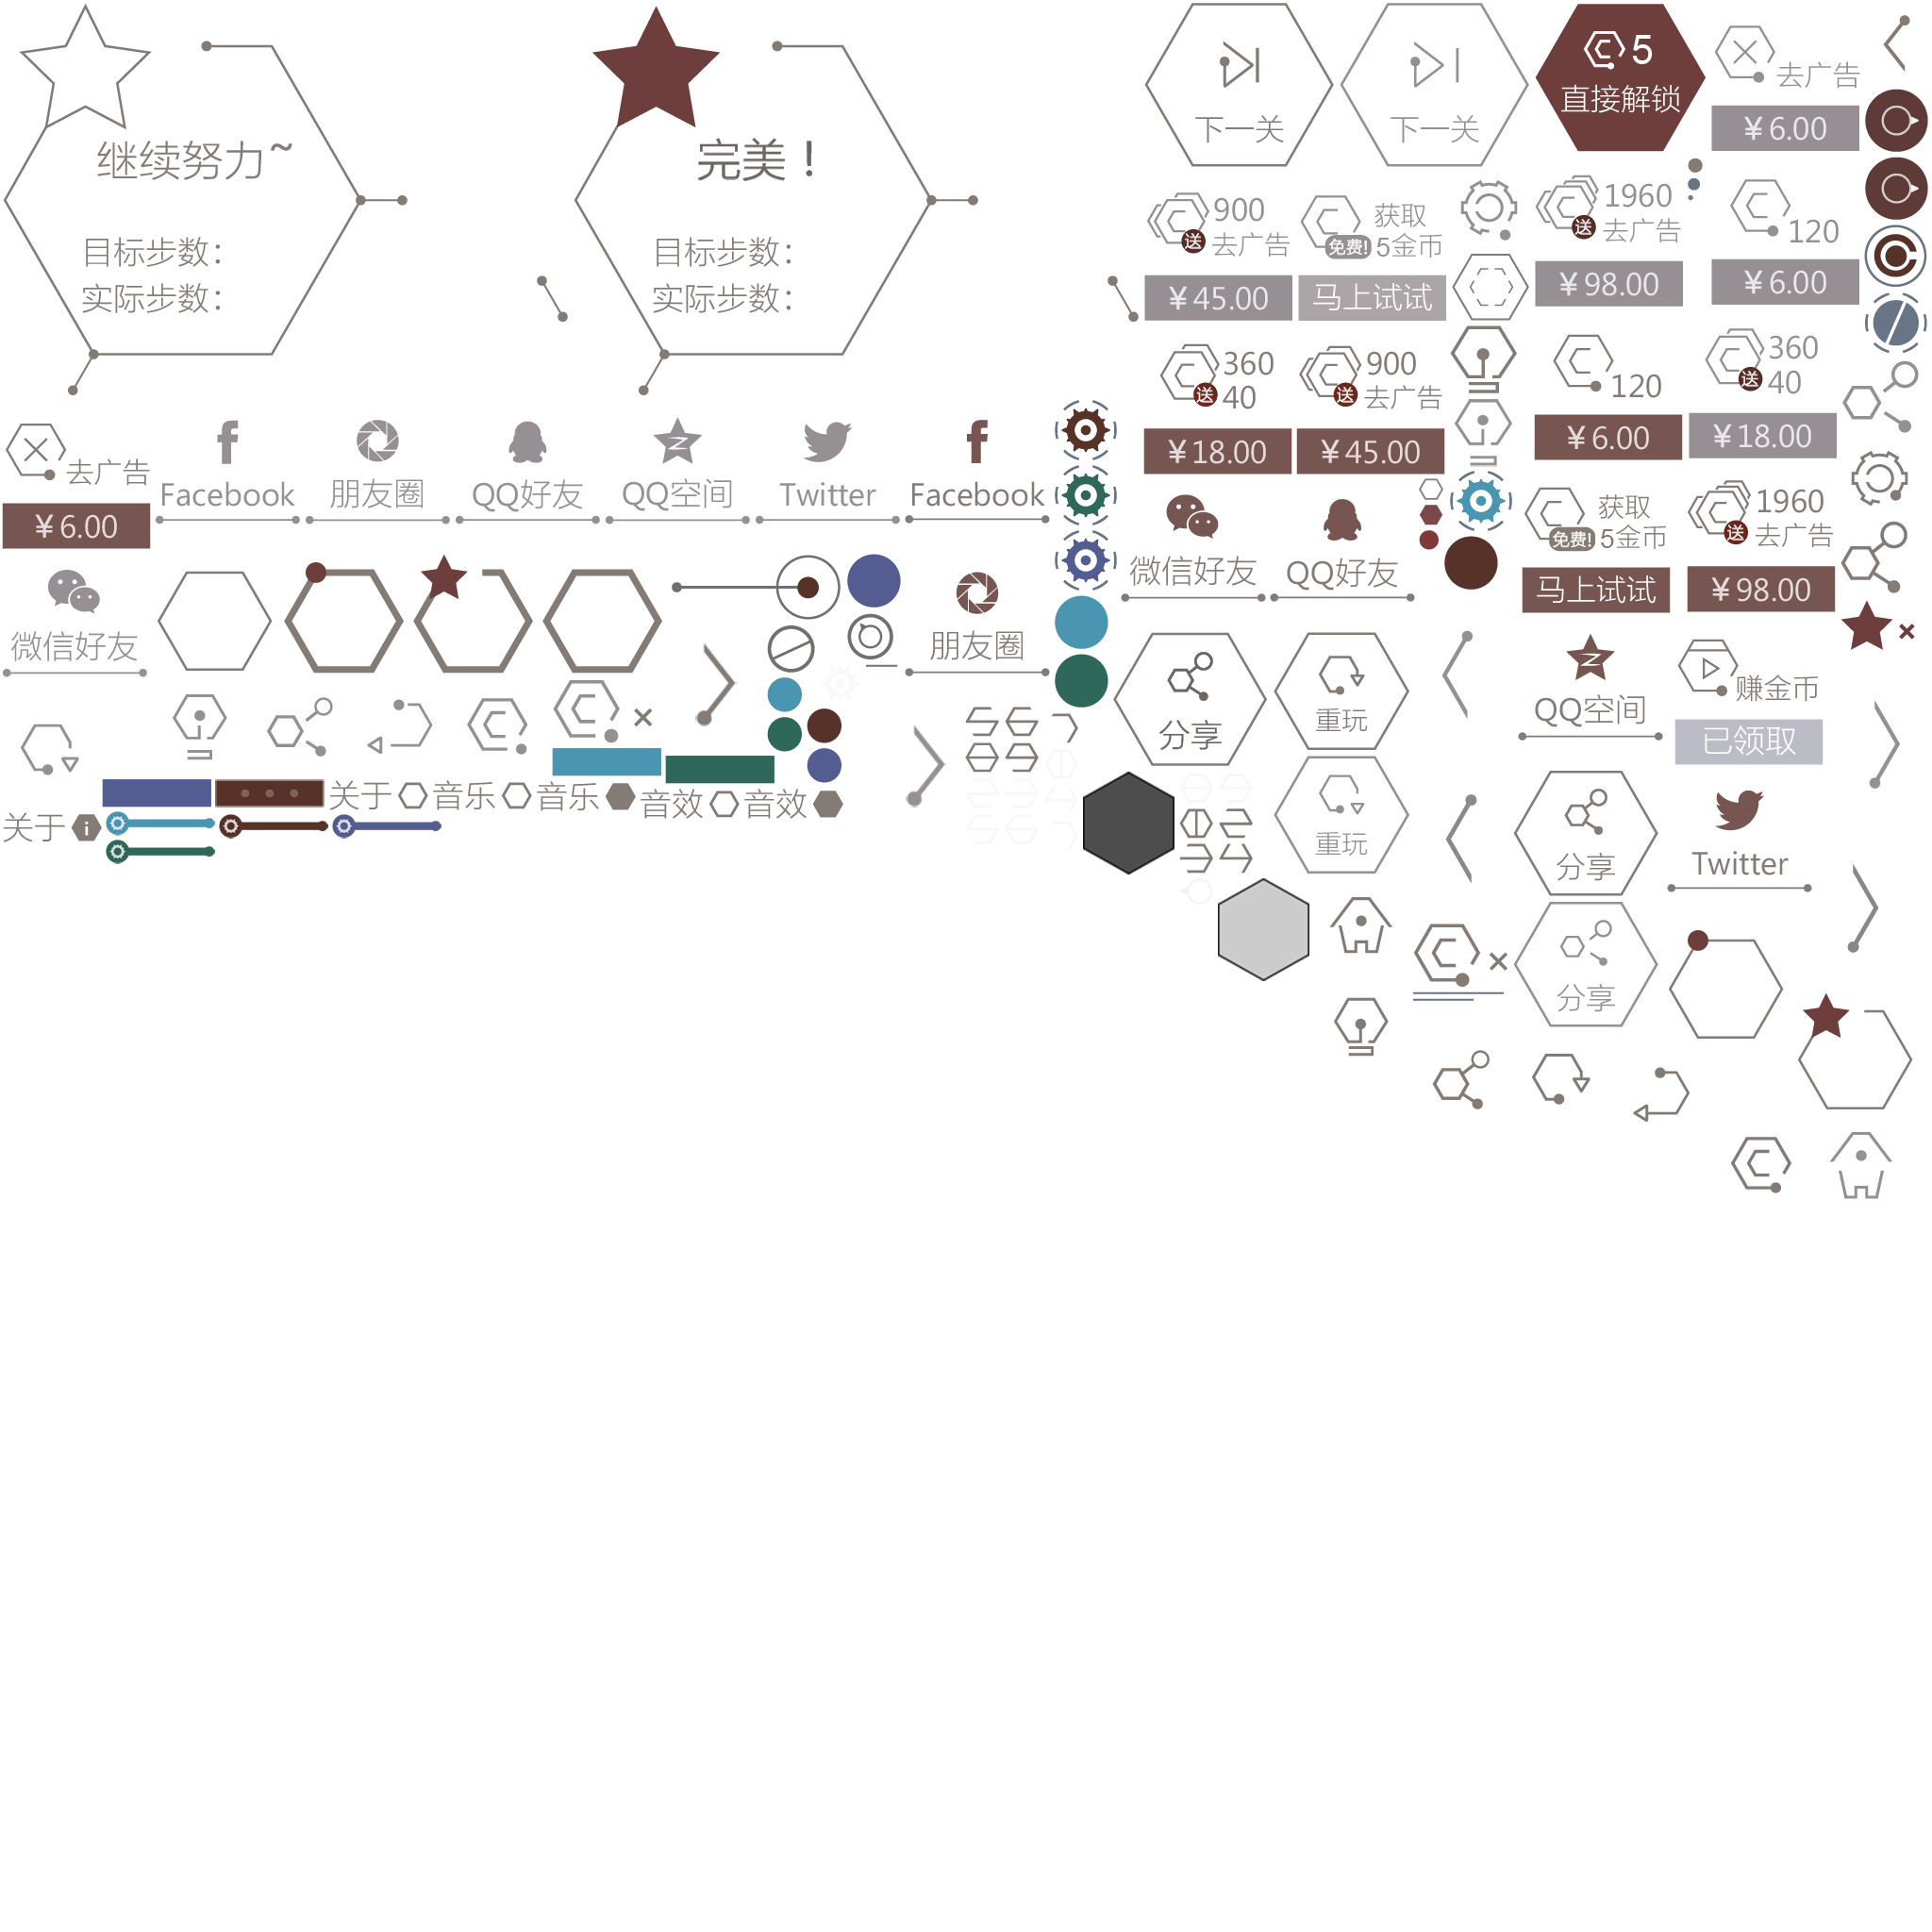 继续努力~
目标步数：
实际步数：
完美！
目标步数：
实际步数：
下一关
下一关
5
直接解锁
去广告
¥6.00
900
送 去广告
¥45.00
获取
免费! 5金币
马上试试
1960
送 去广告
¥98.00
120
¥6.00
360
送 40
¥18.00
900
送 去广告
¥45.00
120
¥6.00
360
送 40
¥18.00
去广告
¥6.00
Facebook
朋友圈
QQ好友
QQ空间
Twitter
Facebook
微信好友
QQ好友
获取
免费! 5金币
马上试试
1960
送 去广告
¥98.00
微信好友
朋友圈
分享
重玩
QQ空间
赚金币
已领取
关于
音乐
音乐
音效
音效
关于
重玩
分享
Twitter
分享